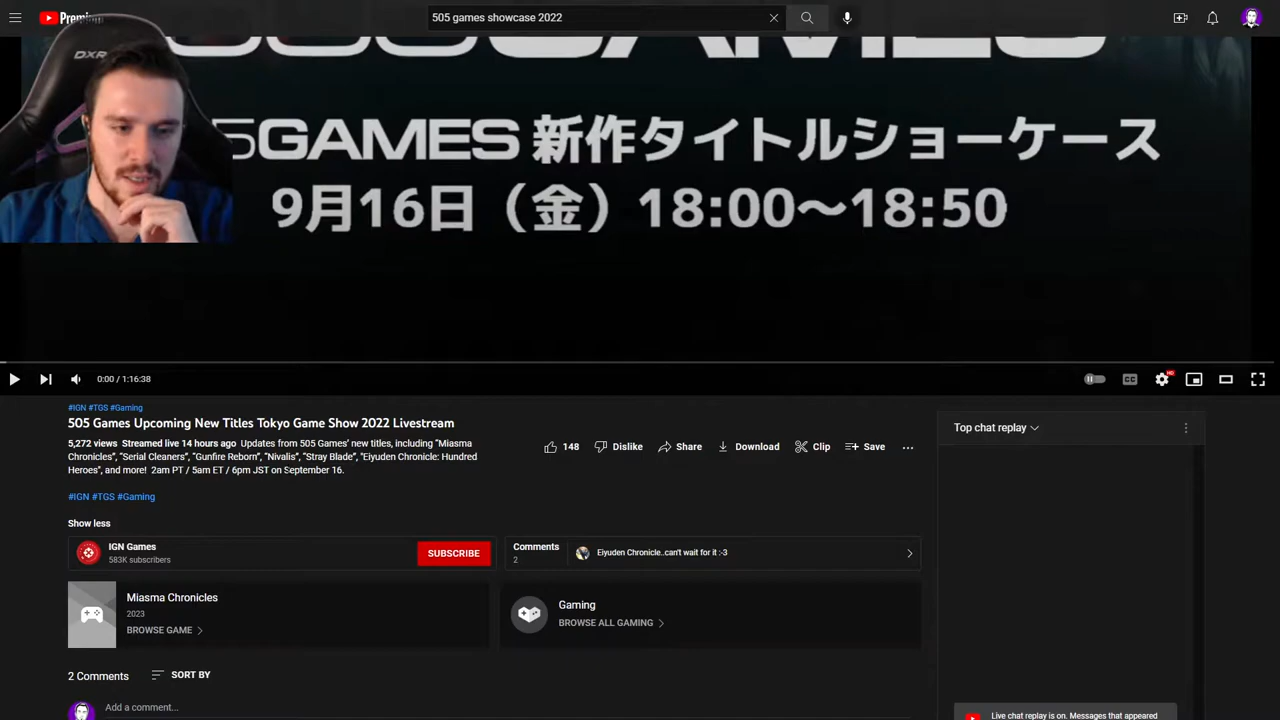 Premium
505 games showcase 2022
DXR
505GAMES
5GAMES 新作タイトルショーケース
9月16日（金）18:00〜18:50
0:00 / 1:16:38
CC
HD
#IGN #TGS #Gaming
505 Games Upcoming New Titles Tokyo Game Show 2022 Livestream
5,272 views Streamed live 14 hours ago Updates from 505 Games' new titles, including "Miasma
Chronicles", "Serial Cleaners", "Gunfire Reborn", "Nivalis", "Stray Blade", "Eiyuden Chronicle: Hundred
Heroes", and more! 2am PT / 5am ET / 6pm JST on September 16.
148
Dislike
Share
Download
Clip
Save
#IGN #TGS #Gaming
Show less
IGN Games
583K subscribers
SUBSCRIBE
Comments
2
Eiyuden Chronicle..can't wait for it :-3
Miasma Chronicles
2023
BROWSE GAME
Gaming
BROWSE ALL GAMING
2 Comments
SORT BY
Add a comment...
Top chat replay
Live chat replay is on. Messages that appeared